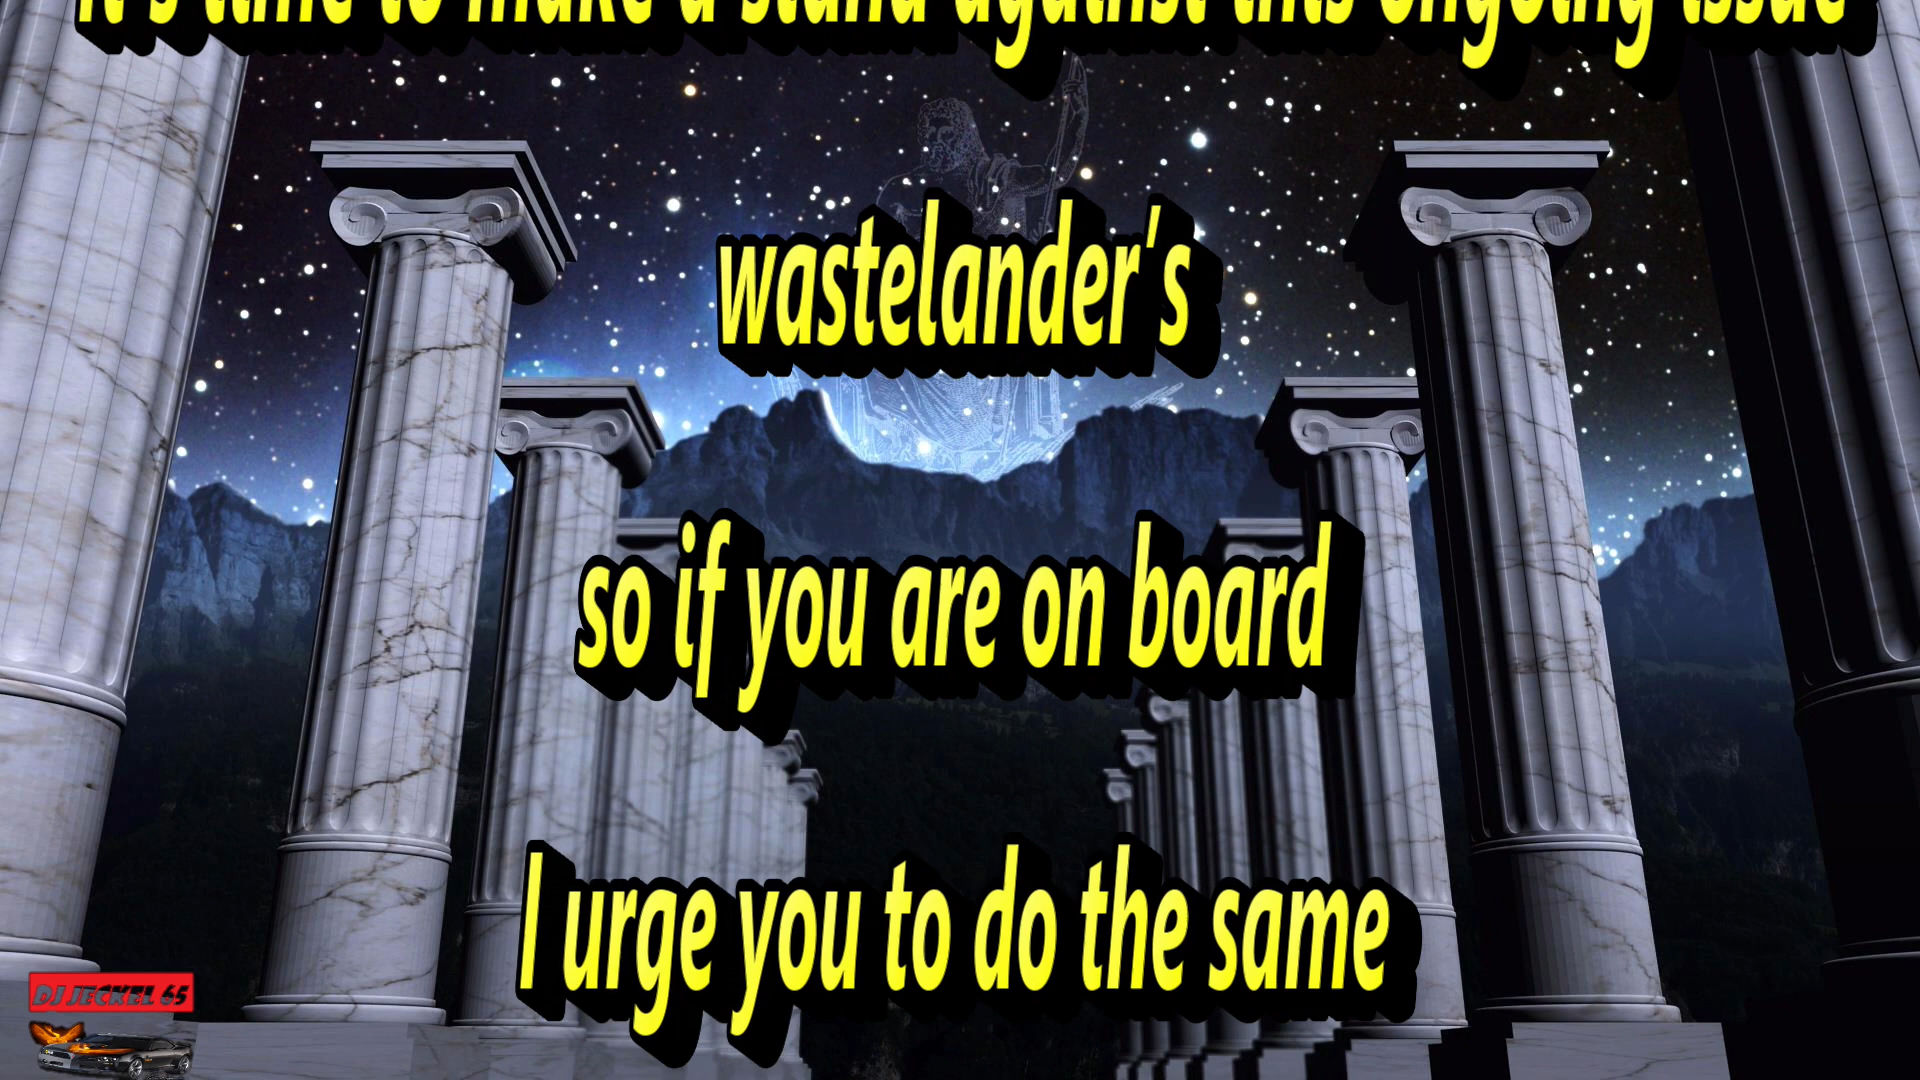 it's time to make a stand against this ongoing issue
wastelander's
so if you are on board
I urge you to do the same
DJ JECKEL 65